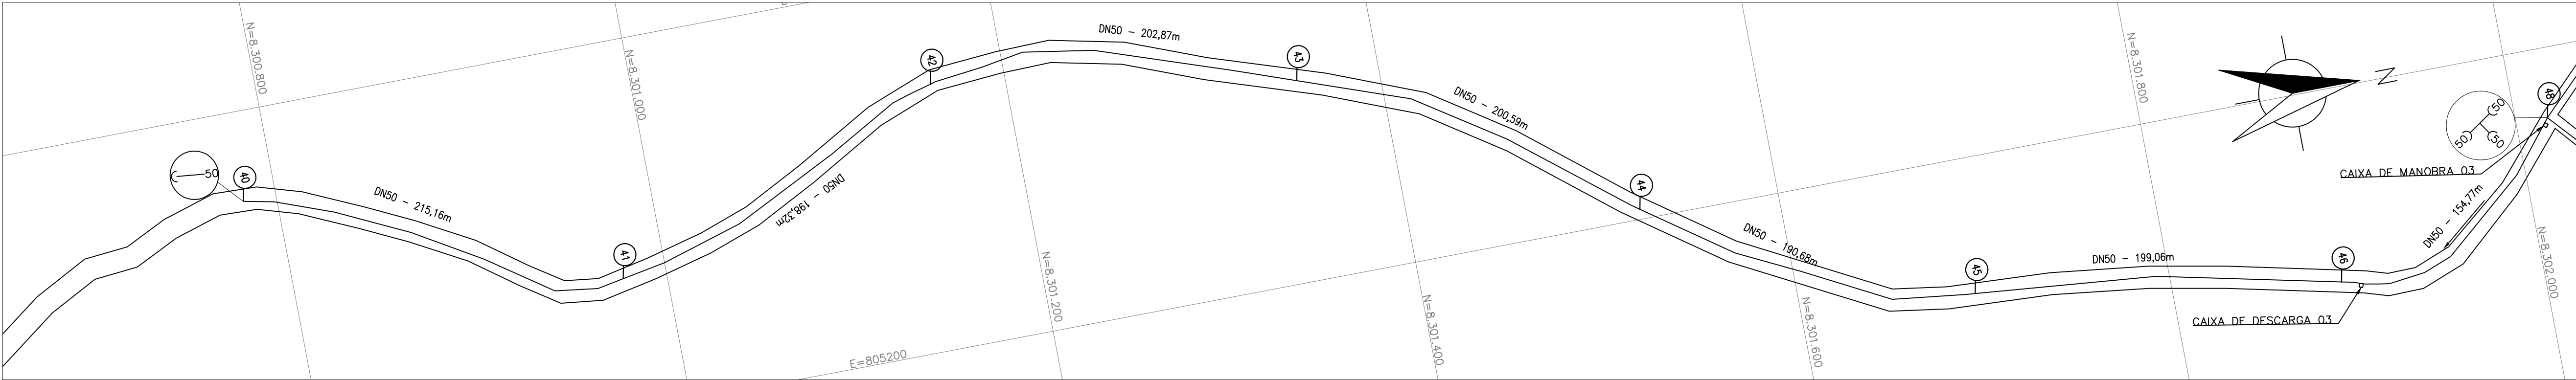 N=8.300.800
N=8.301.000
DN50 - 202,87m
42
43
DN50 - 200,59m
N=8.301.800
N
48
50
50
50
CAIXA DE MANOBRA 03
50
40
DN50 - 215,16m
DN50 - 198,32m
44
DN50 - 154,77m
41
DN50 - 190,68m
45
DN50 - 199,06m
46
N=8.301.200
N=8.301.400
N=8.301.600
N=8.302.000
CAIXA DE DESCARGA 03
E=805200